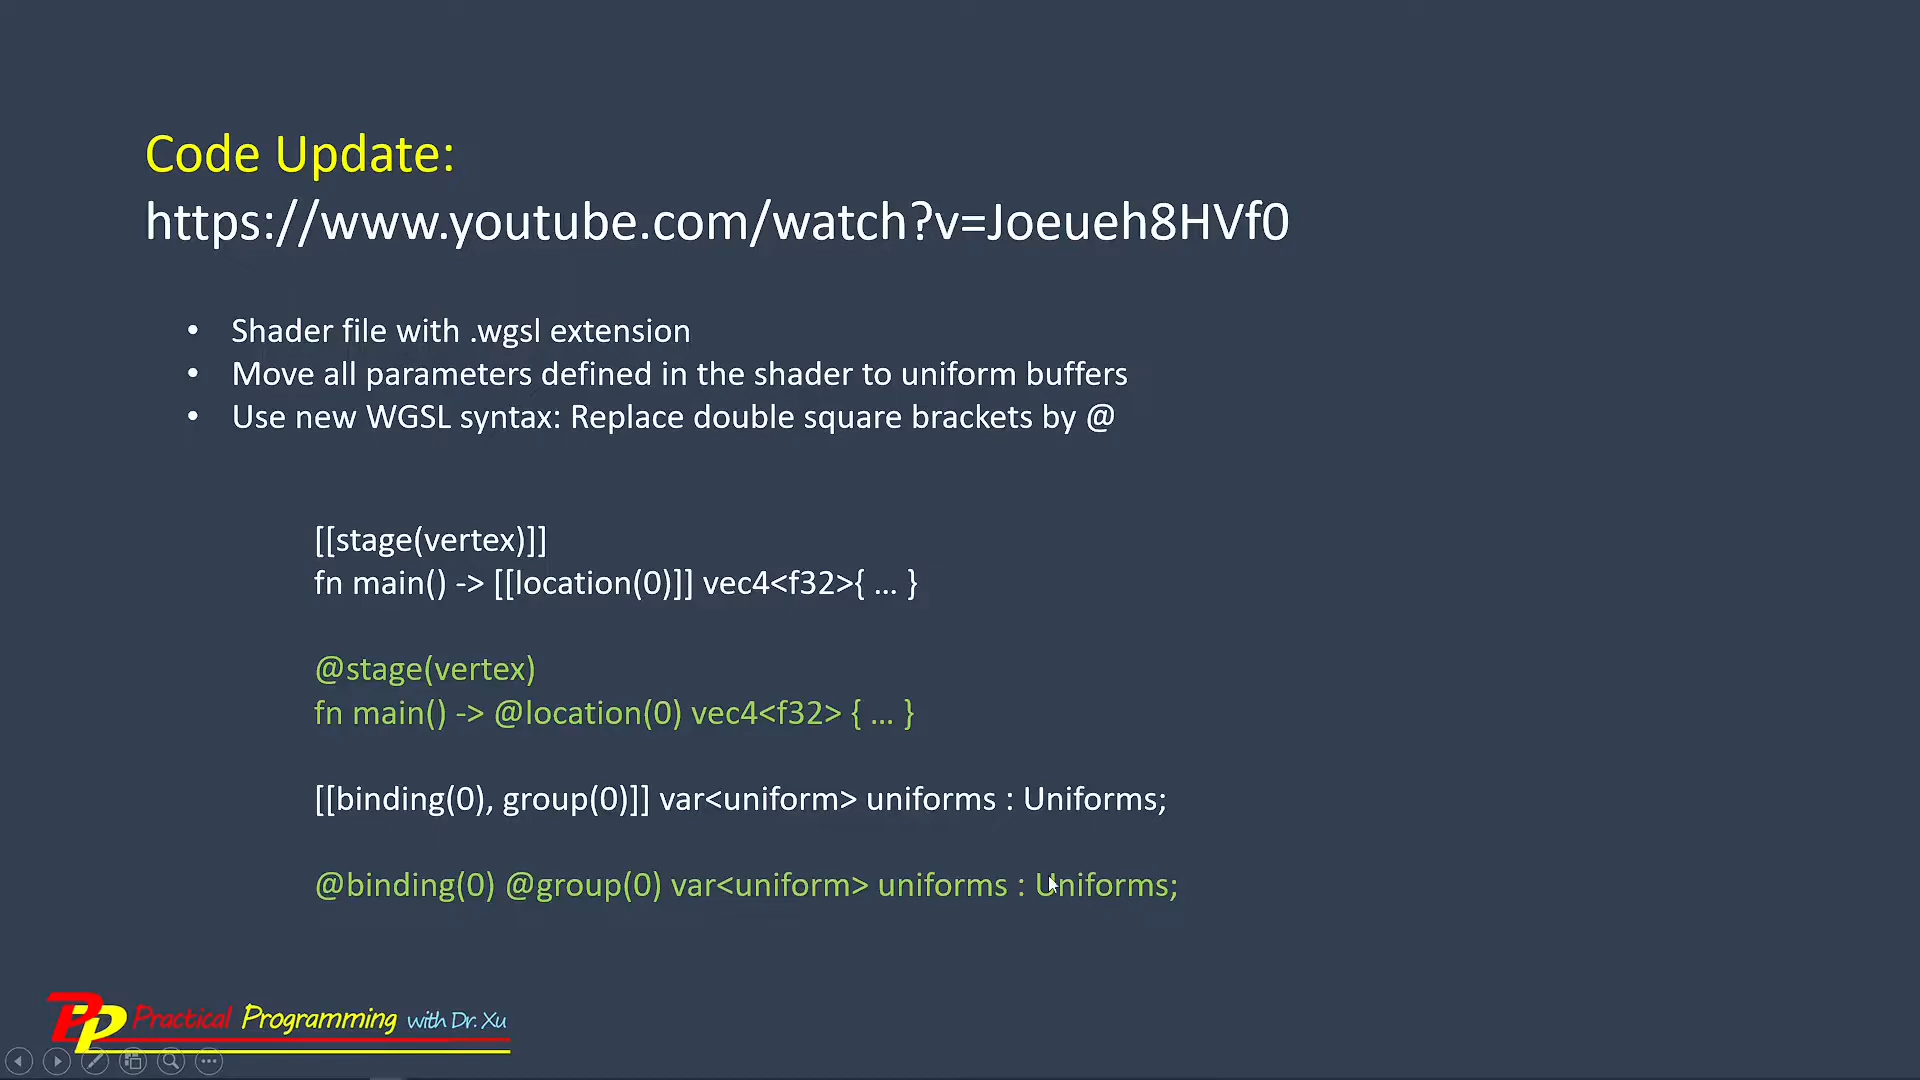 Code Update:
https://www.youtube.com/watch?v=Joeueh8HVf0
• Shader file with .wgsl extension
• Move all parameters defined in the shader to uniform buffers
• Use new WGSL syntax: Replace double square brackets by @
[[stage(vertex)]]
fn main() -> [[location(0)]] vec4<f32>{ ... }
@stage(vertex)
fn main() -> @location(0) vec4<f32> { ... }
[[binding(0), group(0)]] var<uniform> uniforms : Uniforms;
@binding(0) @group(0) var<uniform> uniforms : Uniforms;
PP Practical Programming with Dr. Xu